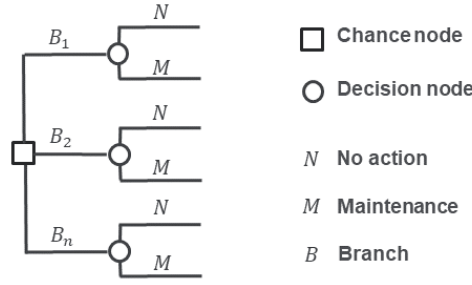 N
B₁
M
N
B₂
M
N
Bₙ
M
Chance node
Decision node
N No action
M Maintenance
B Branch